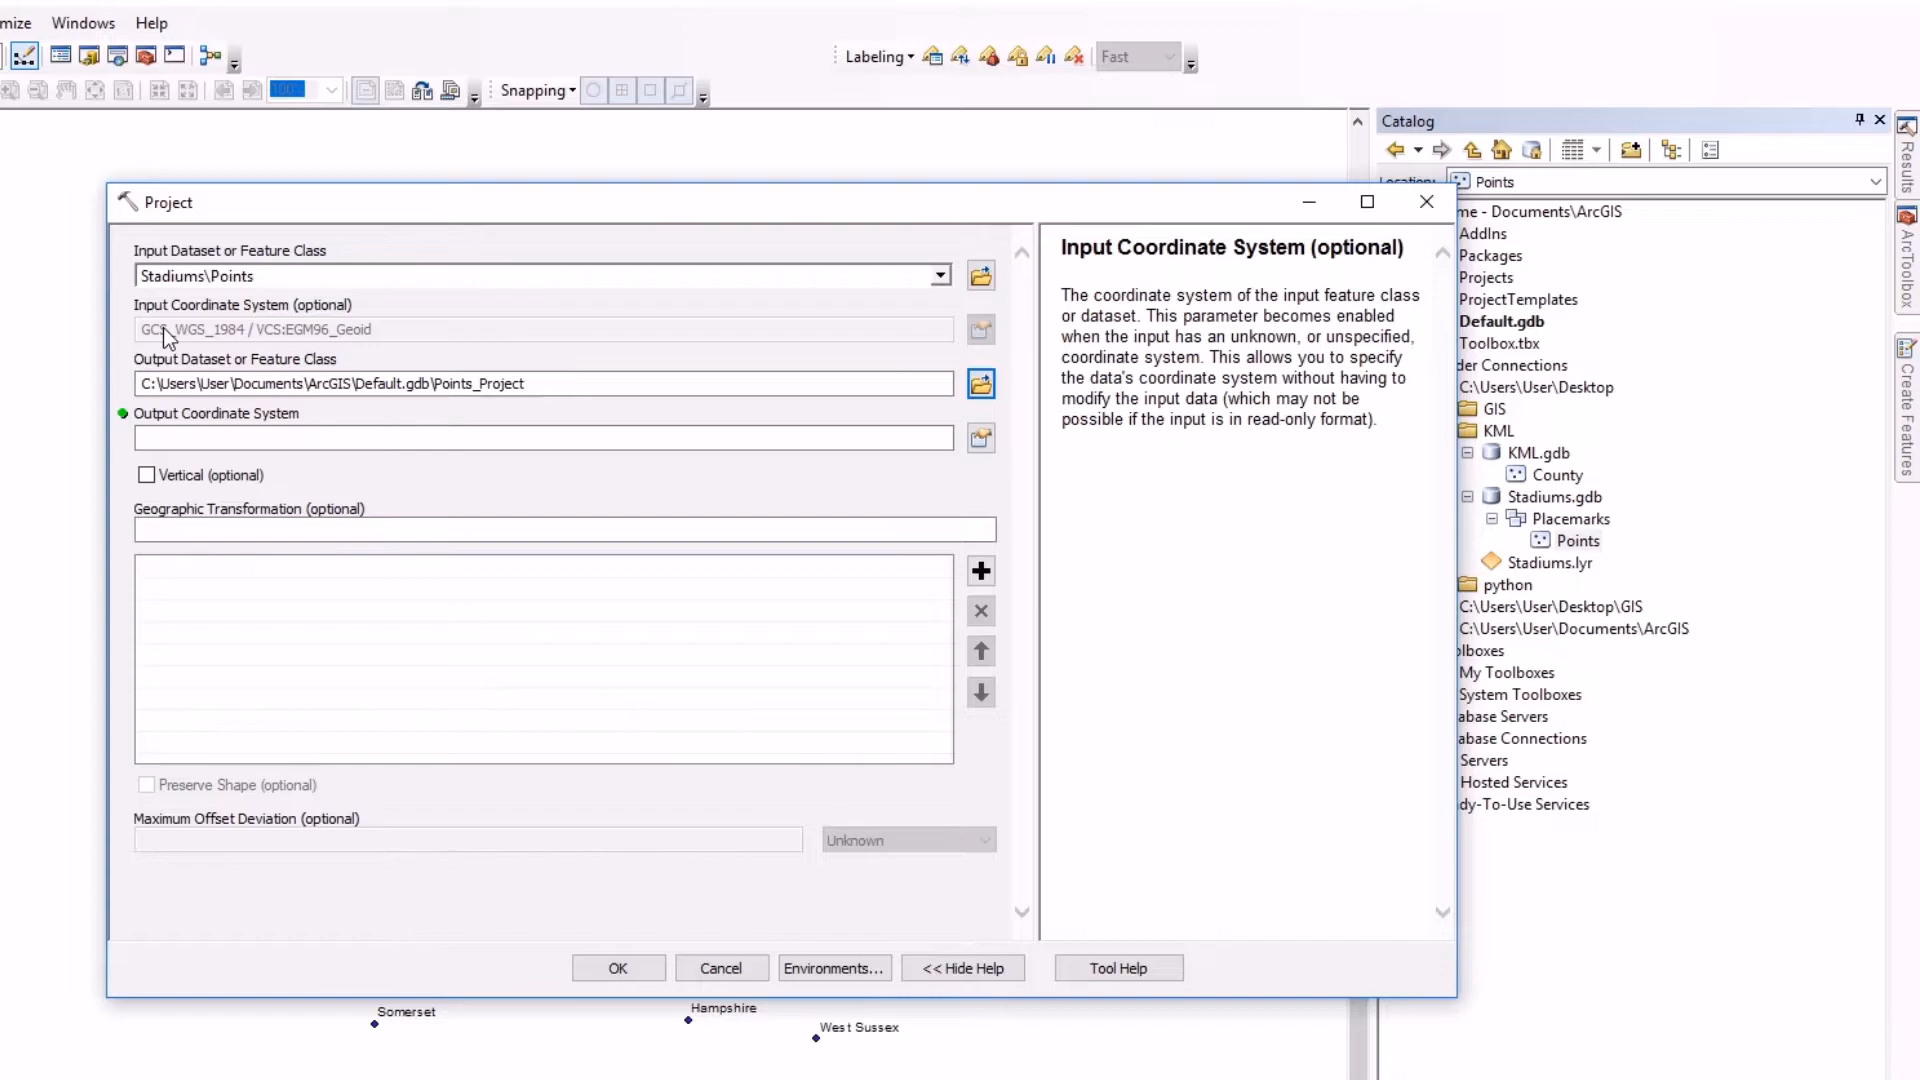 mize Windows Help
Labeling Fast
100%
Snapping
Catalog
Results
Location: Points
Project
me - Documents\ArcGIS
AddIns
Packages
Projects
ProjectTemplates
Default.gdb
Toolbox.tbx
der Connections
C:\Users\User\Desktop
GIS
KML
KML.gdb
County
Stadiums.gdb
Placemarks
Points
Stadiums.lyr
python
C:\Users\User\Desktop\GIS
C:\Users\User\Documents\ArcGIS
olboxes
My Toolboxes
System Toolboxes
abase Servers
abase Connections
Servers
Hosted Services
dy-To-Use Services
ArcToolbox
Create Features
Input Dataset or Feature Class
Stadiums\Points
Input Coordinate System (optional)
GCS_WGS_1984 / VCS:EGM96_Geoid
Output Dataset or Feature Class
C:\Users\User\Documents\ArcGIS\Default.gdb\Points_Project
Output Coordinate System
Vertical (optional)
Geographic Transformation (optional)
Preserve Shape (optional)
Maximum Offset Deviation (optional)
Unknown
Input Coordinate System (optional)
The coordinate system of the input feature class
or dataset. This parameter becomes enabled
when the input has an unknown, or unspecified,
coordinate system. This allows you to specify
the data's coordinate system without having to
modify the input data (which may not be
possible if the input is in read-only format).
OK Cancel Environments... << Hide Help Tool Help
Somerset
Hampshire
West Sussex